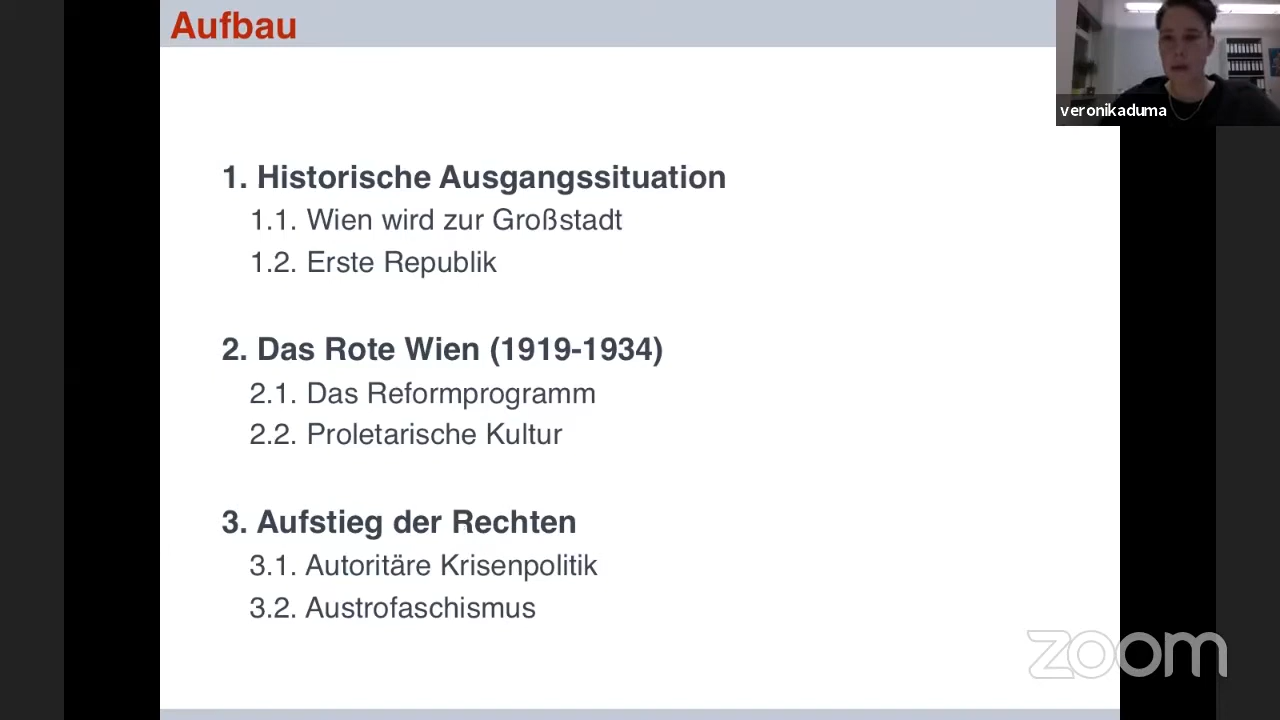 Aufbau
veronikaduma
1. Historische Ausgangssituation
1.1. Wien wird zur Großstadt
1.2. Erste Republik
2. Das Rote Wien (1919-1934)
2.1. Das Reformprogramm
2.2. Proletarische Kultur
3. Aufstieg der Rechten
3.1. Autoritäre Krisenpolitik
3.2. Austrofaschismus
zoom